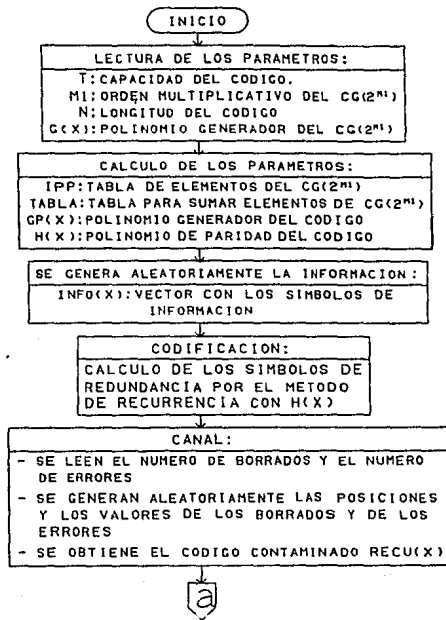 INICIO
LECTURA DE LOS PARAMETROS:
T: CAPACIDAD DEL CODIGO.
M1: ORDEN MULTIPLICATIVO DEL CG(2^M1)
N: LONGITUD DEL CODIGO
G(X): POLINOMIO GENERADOR DEL CG(2^M1)
CALCULO DE LOS PARAMETROS:
IPP: TABLA DE ELEMENTOS DEL CG(2^M1)
TABLA: TABLA PARA SUMAR ELEMENTOS DE CG(2^M1)
GP(X): POLINOMIO GENERADOR DEL CODIGO
H(X): POLINOMIO DE PARIDAD DEL CODIGO
SE GENERA ALEATORIAMENTE LA INFORMACION:
INFO(X): VECTOR CON LOS SIMBOLOS DE
INFORMACION
CODIFICACION:
CALCULO DE LOS SIMBOLOS DE
REDUNDANCIA POR EL METODO
DE RECURRENCIA CON H(X)
CANAL:
- SE LEEN EL NUMERO DE BORRADOS Y EL NUMERO
DE ERRORES
- SE GENERAN ALEATORIAMENTE LAS POSICIONES
Y LOS VALORES DE LOS BORRADOS Y DE LOS
ERRORES
- SE OBTIENE EL CODIGO CONTAMINADO RECU(X)
a